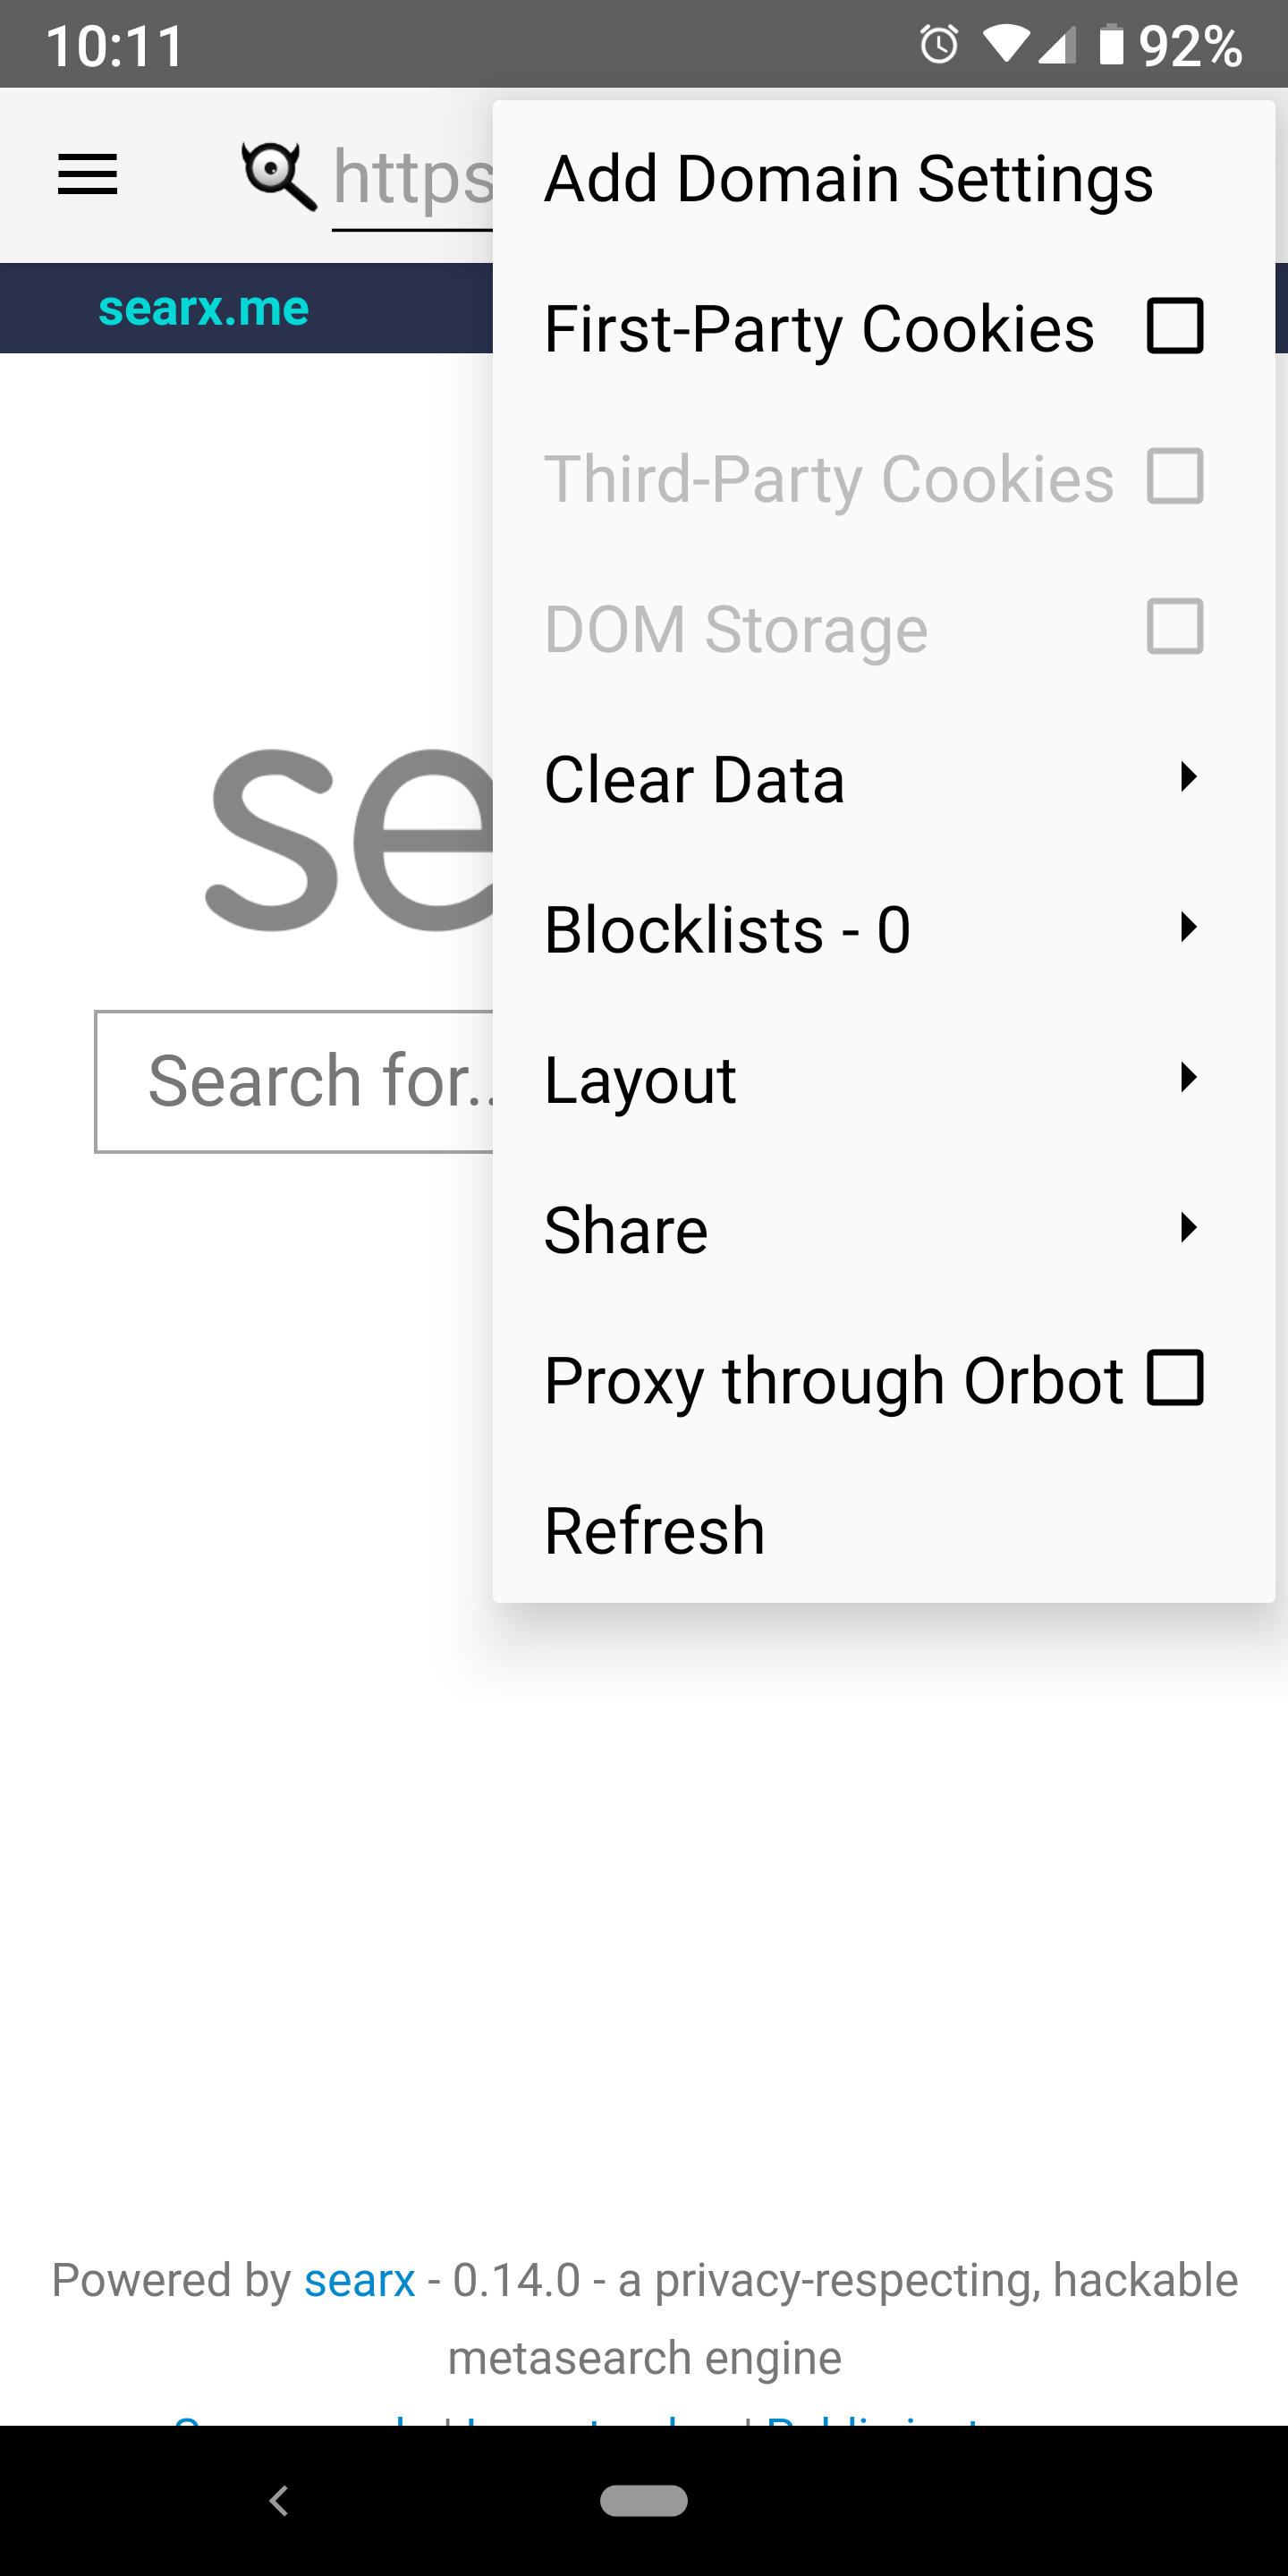 10:11 92%
https
searx.me
Add Domain Settings
First-Party Cookies
Third-Party Cookies
DOM Storage
Clear Data
Blocklists - 0
Layout
Share
Proxy through Orbot
Refresh
se
Search for..
Powered by searx - 0.14.0 - a privacy-respecting, hackable
metasearch engine